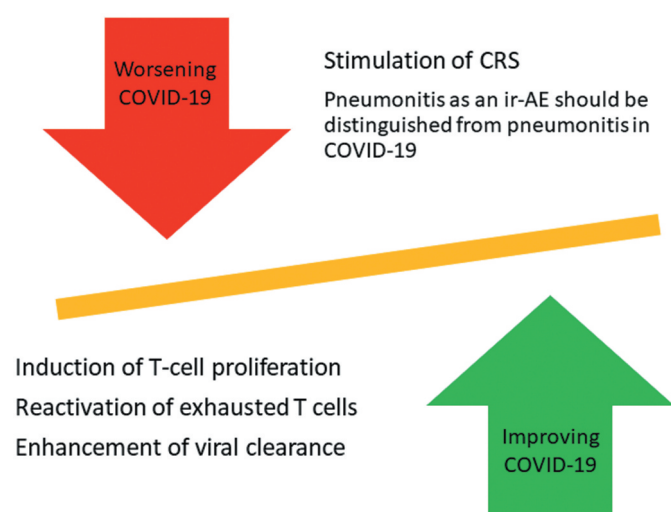 Worsening
COVID-19
Stimulation of CRS
Pneumonitis as an ir-AE should be
distinguished from pneumonitis in
COVID-19
Induction of T-cell proliferation
Reactivation of exhausted T cells
Enhancement of viral clearance
Improving
COVID-19